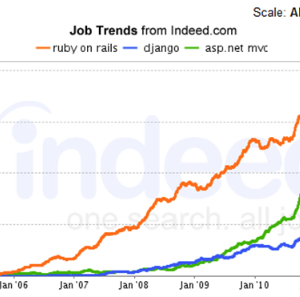 Scale: Al
Job Trends from Indeed.com
ruby on rails django asp.net mvc
indeed
one search. all jo
Jan '06 Jan '07 Jan '08 Jan '09 Jan '10